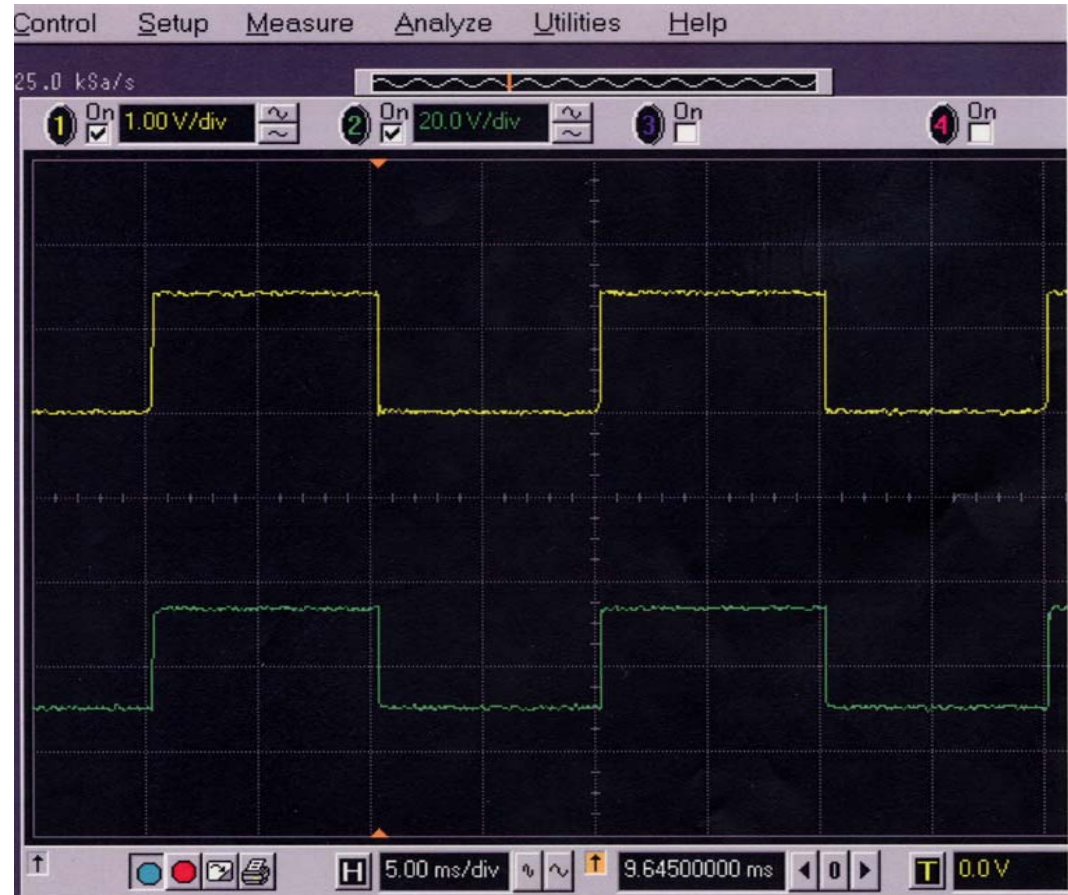 Control Setup Measure Analyze Utilities Help
25.0 kSa/s
1 On 1.00 V/div 2 On 20.0 V/div 3 On 4 On
H 5.00 ms/div 9.64500000 ms 0 T 0.0 V